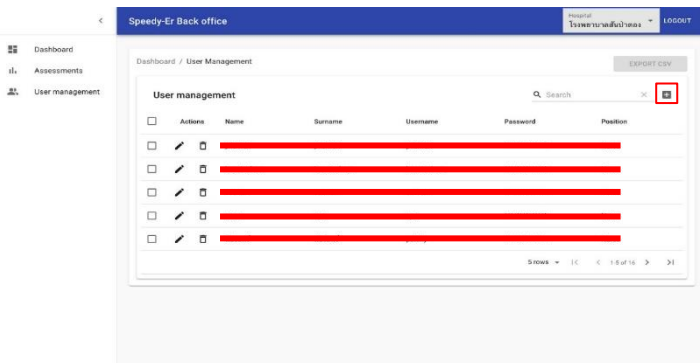 Speedy-Er Back office
Hospital
โรงพยาบาลสันป่าตอง
LOGOUT
Dashboard
Assessments
User management
Dashboard / User Management
EXPORT CSV
User management
Search
Actions Name Surname Username Password Position
5 rows 1-5 of 16